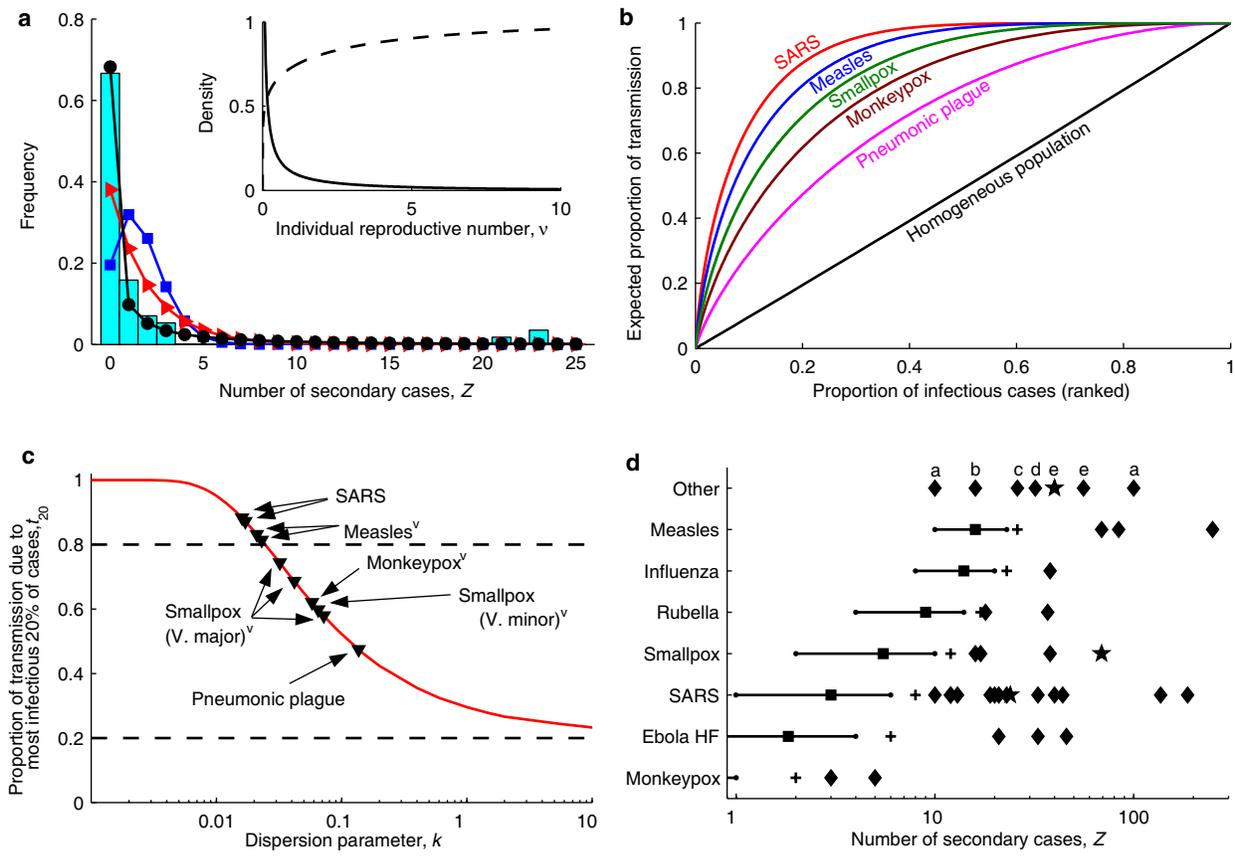 a
0.8
0.6
0.4
0.2
0
Frequency
0
5
10
15
20
25
Number of secondary cases, Z
1
0.5
0
Density
0
5
10
Individual reproductive number, ν
b
1
0.8
0.6
0.4
0.2
0
Expected proportion of transmission
SARS
Measles
Smallpox
Monkeypox
Pneumonic plague
Homogeneous population
0
0.2
0.4
0.6
0.8
1
Proportion of infectious cases (ranked)
c
1
0.8
0.6
0.4
0.2
0
Proportion of transmission due to
most infectious 20% of cases, t20
SARS
Measlesv
Monkeypoxv
Smallpox
(V. minor)v
Smallpox
(V. major)v
Pneumonic plague
0.01
0.1
1
10
Dispersion parameter, k
d
a b c d e e a
Other
Measles
Influenza
Rubella
Smallpox
SARS
Ebola HF
Monkeypox
1
10
100
Number of secondary cases, Z